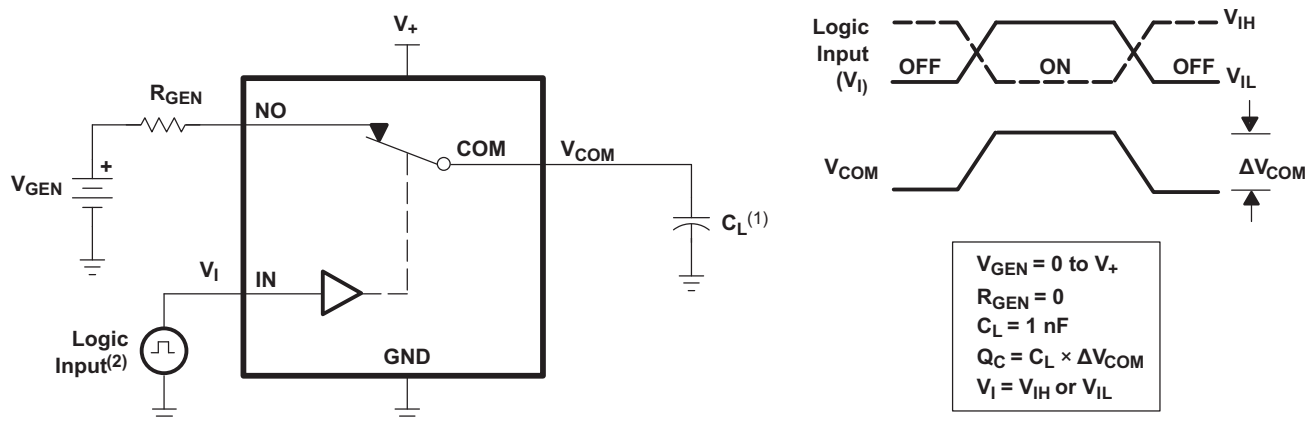 V+
RGEN
NO
COM
VCOM
VGEN
+
CL(1)
VI
IN
Logic
Input(2)
GND
Logic
Input
(VI)
OFF
ON
OFF
VIH
VIL
VCOM
ΔVCOM
VGEN = 0 to V+
RGEN = 0
CL = 1 nF
QC = CL × ΔVCOM
VI = VIH or VIL